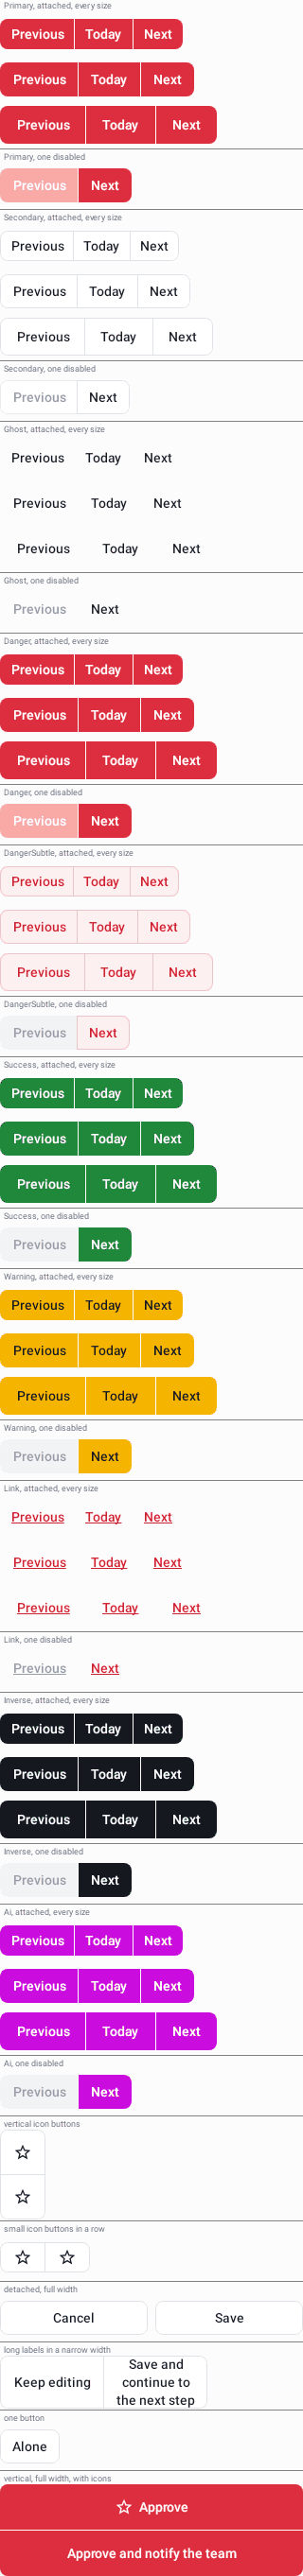 Primary, attached, every size
Previous Today Next
Previous Today Next
Previous Today Next
Primary, one disabled
Previous Next
Secondary, attached, every size
Previous Today Next
Previous Today Next
Previous Today Next
Secondary, one disabled
Previous Next
Ghost, attached, every size
Previous Today Next
Previous Today Next
Previous Today Next
Ghost, one disabled
Previous Next
Danger, attached, every size
Previous Today Next
Previous Today Next
Previous Today Next
Danger, one disabled
Previous Next
DangerSubtle, attached, every size
Previous Today Next
Previous Today Next
Previous Today Next
DangerSubtle, one disabled
Previous Next
Success, attached, every size
Previous Today Next
Previous Today Next
Previous Today Next
Success, one disabled
Previous Next
Warning, attached, every size
Previous Today Next
Previous Today Next
Previous Today Next
Warning, one disabled
Previous Next
Link, attached, every size
Previous Today Next
Previous Today Next
Previous Today Next
Link, one disabled
Previous Next
Inverse, attached, every size
Previous Today Next
Previous Today Next
Previous Today Next
Inverse, one disabled
Previous Next
Ai, attached, every size
Previous Today Next
Previous Today Next
Previous Today Next
Ai, one disabled
Previous Next
vertical icon buttons
small icon buttons in a row
detached, full width
Cancel Save
long labels in a narrow width
Keep editing
Save and
continue to
the next step
one button
Alone
vertical, full width, with icons
Approve
Approve and notify the team